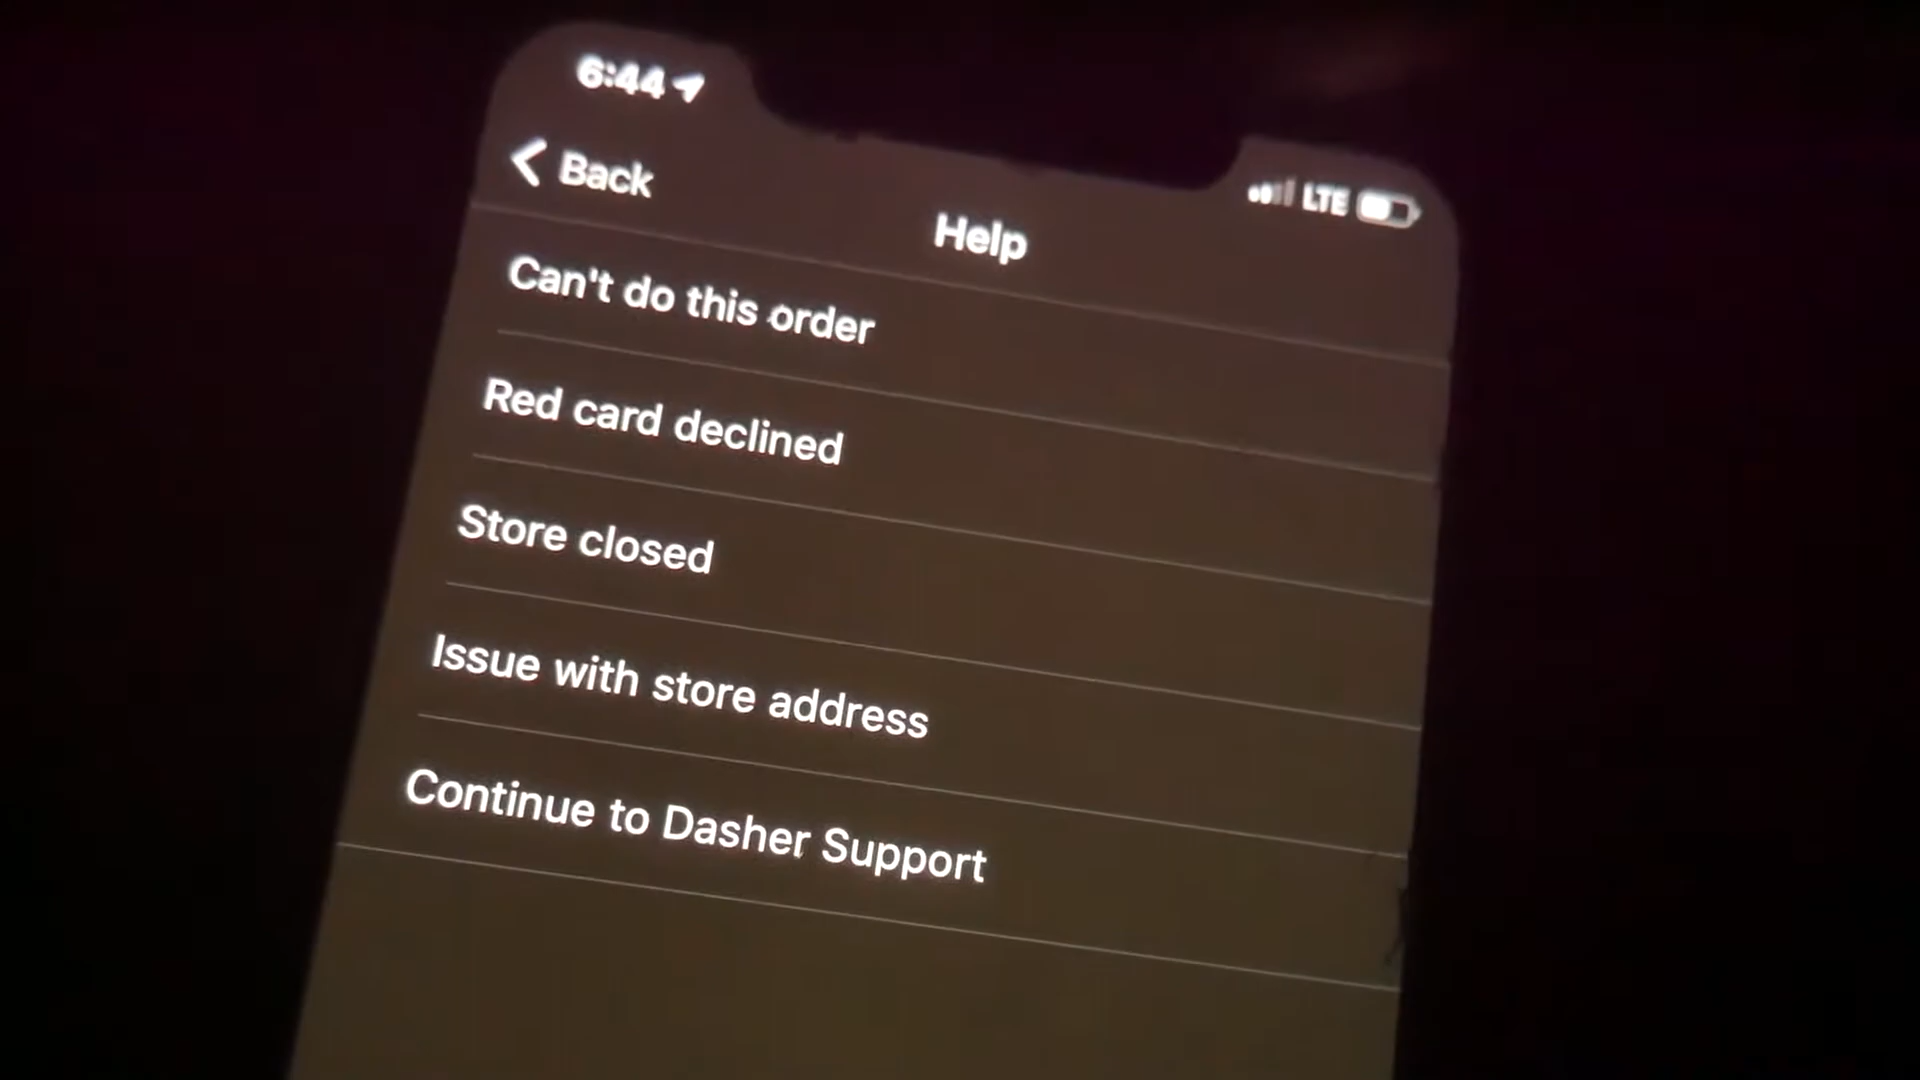 6:44
Back
LTE
Help
Can't do this order
Red card declined
Store closed
Issue with store address
Continue to Dasher Support